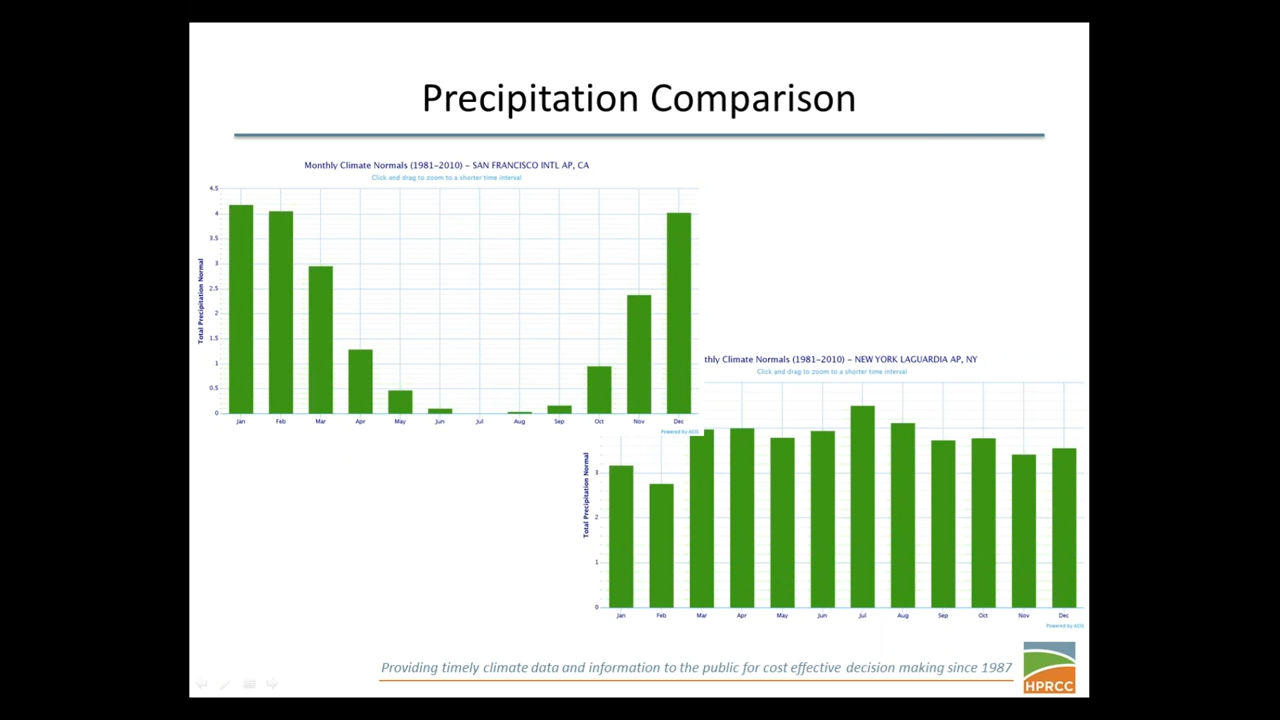 Precipitation Comparison
Monthly Climate Normals (1981–2010) – SAN FRANCISCO INTL AP, CA
Click and drag to zoom to a shorter time interval
Total Precipitation Normal
4.5
4
3.5
3
2.5
2
1.5
1
0.5
0
Jan Feb Mar Apr May Jun Jul Aug Sep Oct Nov Dec
Powered by ACIS
thly Climate Normals (1981–2010) – NEW YORK LAGUARDIA AP, NY
Click and drag to zoom to a shorter time interval
Total Precipitation Normal
3
2
1
0
Jan Feb Mar Apr May Jun Jul Aug Sep Oct Nov Dec
Powered by ACIS
Providing timely climate data and information to the public for cost effective decision making since 1987
HPRCC